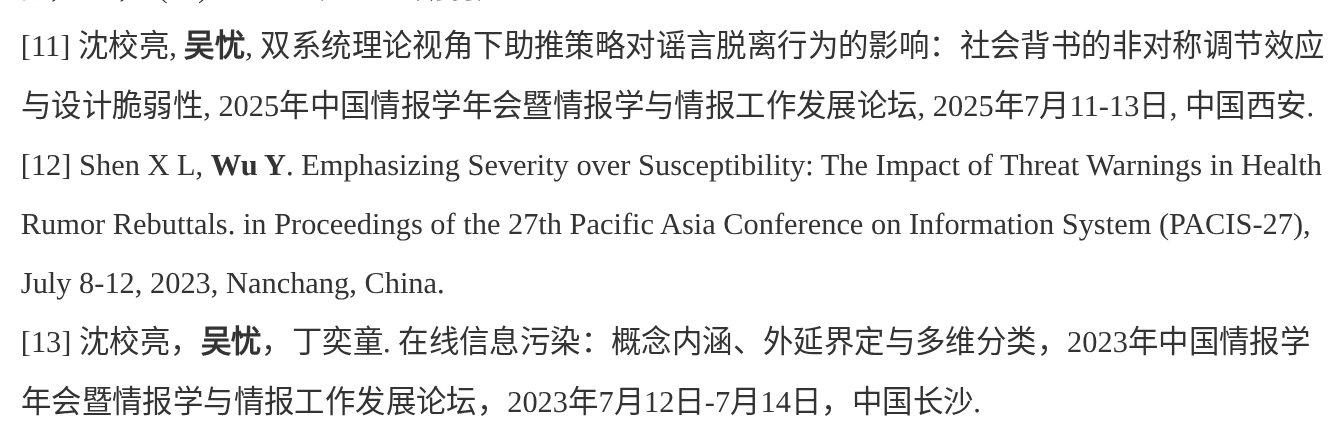 [11] 沈校亮, 吴忧, 双系统理论视角下助推策略对谣言脱离行为的影响：社会背书的非对称调节效应
与设计脆弱性, 2025年中国情报学年会暨情报学与情报工作发展论坛, 2025年7月11-13日, 中国西安.
[12] Shen X L, Wu Y. Emphasizing Severity over Susceptibility: The Impact of Threat Warnings in Health
Rumor Rebuttals. in Proceedings of the 27th Pacific Asia Conference on Information System (PACIS-27),
July 8-12, 2023, Nanchang, China.
[13] 沈校亮，吴忧，丁奕童. 在线信息污染：概念内涵、外延界定与多维分类，2023年中国情报学
年会暨情报学与情报工作发展论坛，2023年7月12日-7月14日，中国长沙.